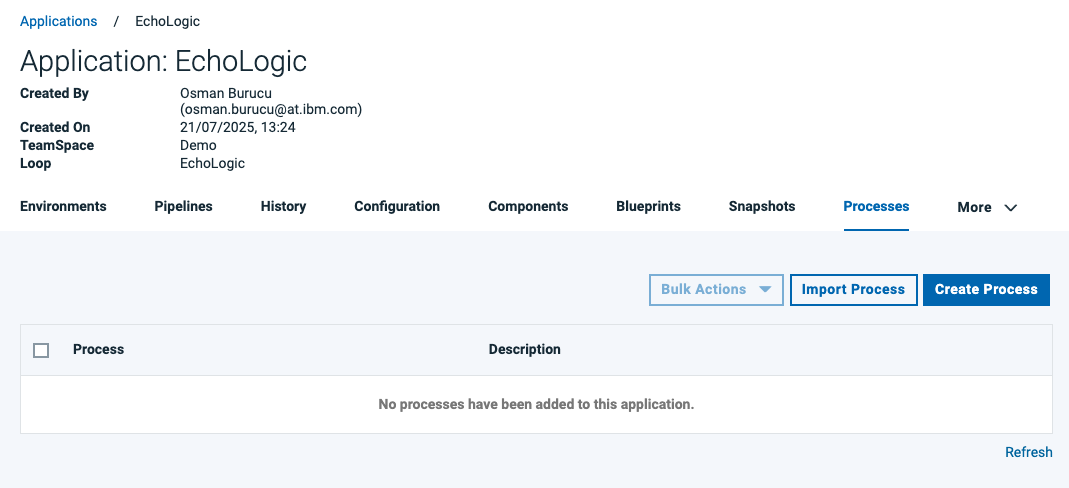 Applications / EchoLogic
Application: EchoLogic
Created By Osman Burucu
(osman.burucu@at.ibm.com)
Created On 21/07/2025, 13:24
TeamSpace Demo
Loop EchoLogic
Environments Pipelines History Configuration Components Blueprints Snapshots Processes More
Bulk Actions Import Process Create Process
Process Description
No processes have been added to this application.
Refresh